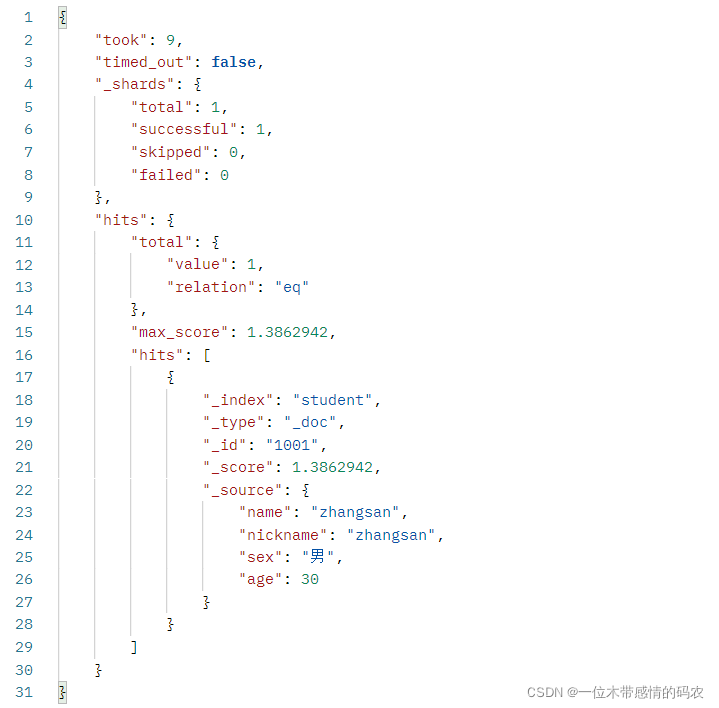 1 {
2 "took": 9,
3 "timed_out": false,
4 "_shards": {
5 "total": 1,
6 "successful": 1,
7 "skipped": 0,
8 "failed": 0
9 },
10 "hits": {
11 "total": {
12 "value": 1,
13 "relation": "eq"
14 },
15 "max_score": 1.3862942,
16 "hits": [
17 {
18 "_index": "student",
19 "_type": "_doc",
20 "_id": "1001",
21 "_score": 1.3862942,
22 "_source": {
23 "name": "zhangsan",
24 "nickname": "zhangsan",
25 "sex": "男",
26 "age": 30
27 }
28 }
29 ]
30 }
31 }
CSDN @一位木带感情的码农